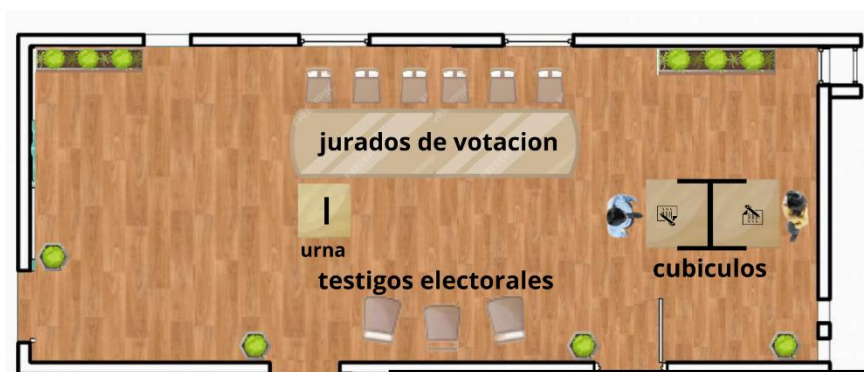 jurados de votacion
urna
testigos electorales
cubiculos